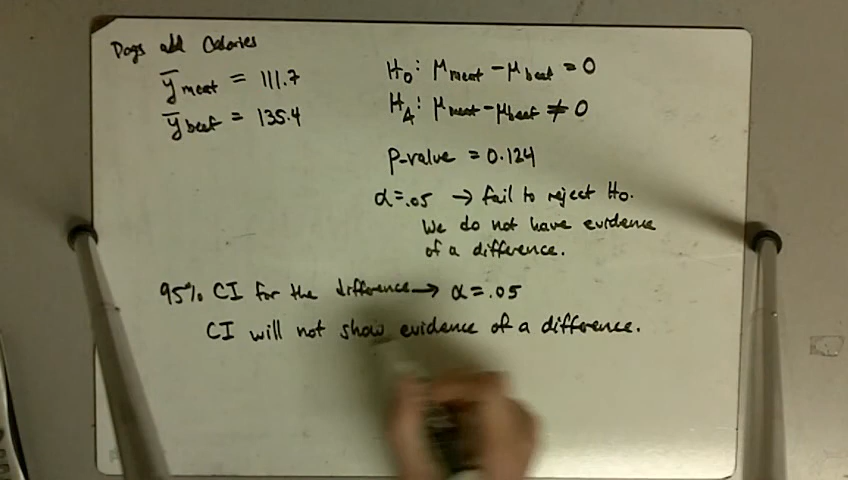 Dogs and Calories
ȳmeat = 111.7
ȳbeef = 135.4
H₀: μmeat - μbeef = 0
H_A: μmeat - μbeef ≠ 0
p-value = 0.124
α=.05 → fail to reject H₀.
We do not have evidence
of a difference.
95% CI for the difference → α=.05
CI will not show evidence of a difference.